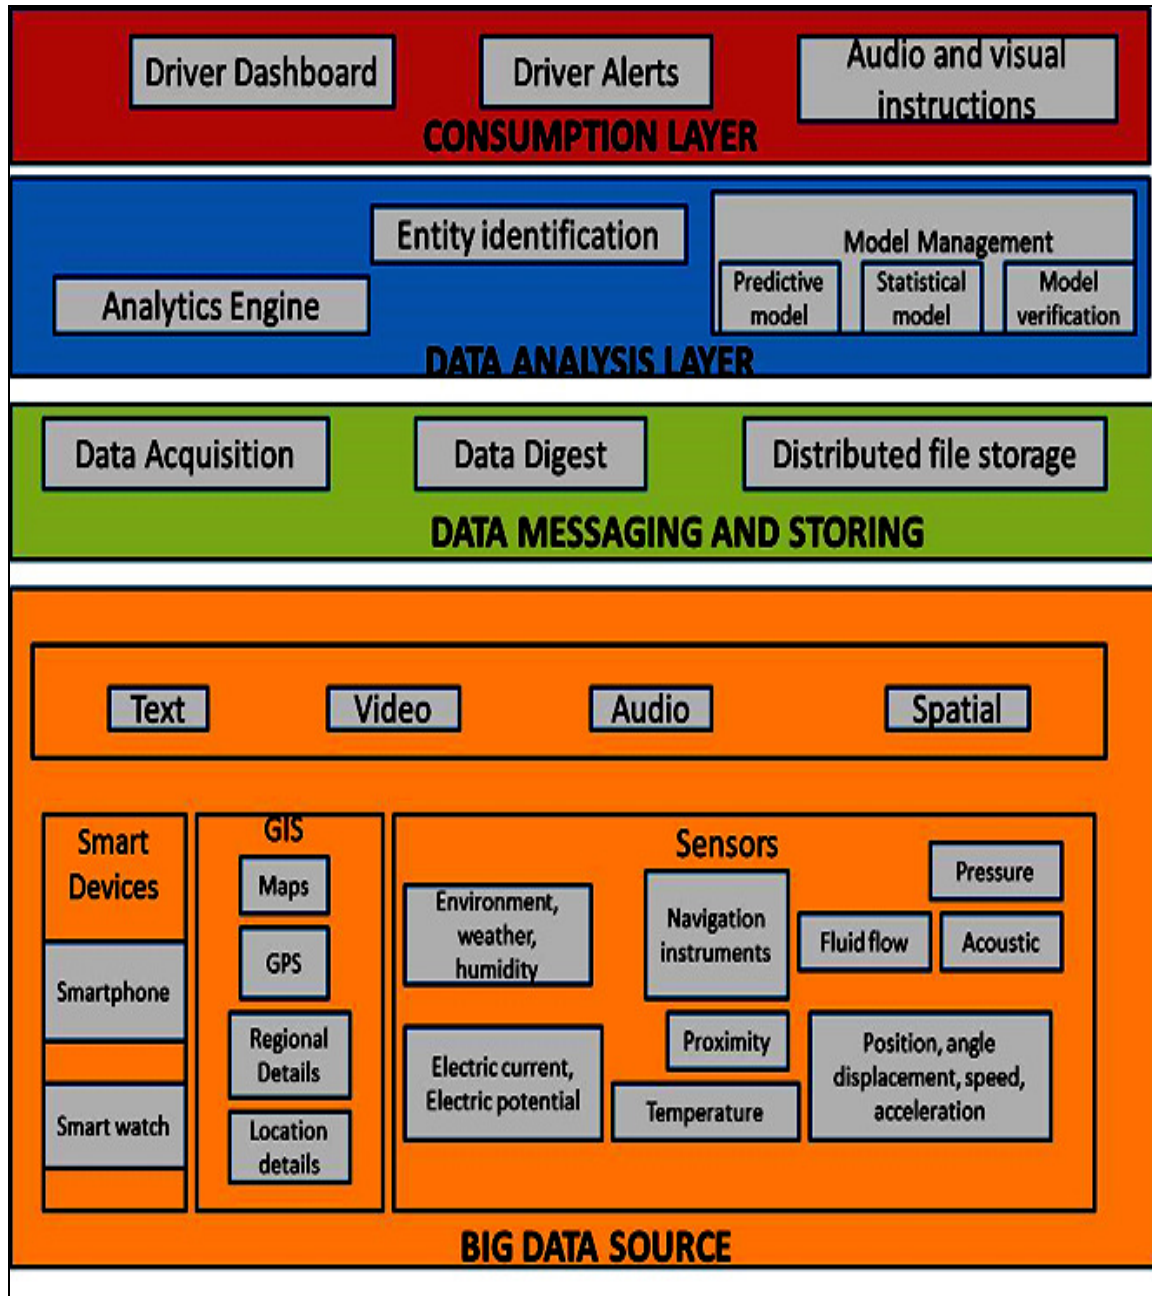 Driver Dashboard
Driver Alerts
Audio and visual
instructions
CONSUMPTION LAYER
Entity identification
Analytics Engine
Model Management
Predictive
model
Statistical
model
Model
verification
DATA ANALYSIS LAYER
Data Acquisition
Data Digest
Distributed file storage
DATA MESSAGING AND STORING
Text
Video
Audio
Spatial
Smart
Devices
Smartphone
Smart watch
GIS
Maps
GPS
Regional
Details
Location
details
Sensors
Environment,
weather,
humidity
Navigation
instruments
Pressure
Fluid flow
Acoustic
Electric current,
Electric potential
Proximity
Temperature
Position, angle
displacement, speed,
acceleration
BIG DATA SOURCE